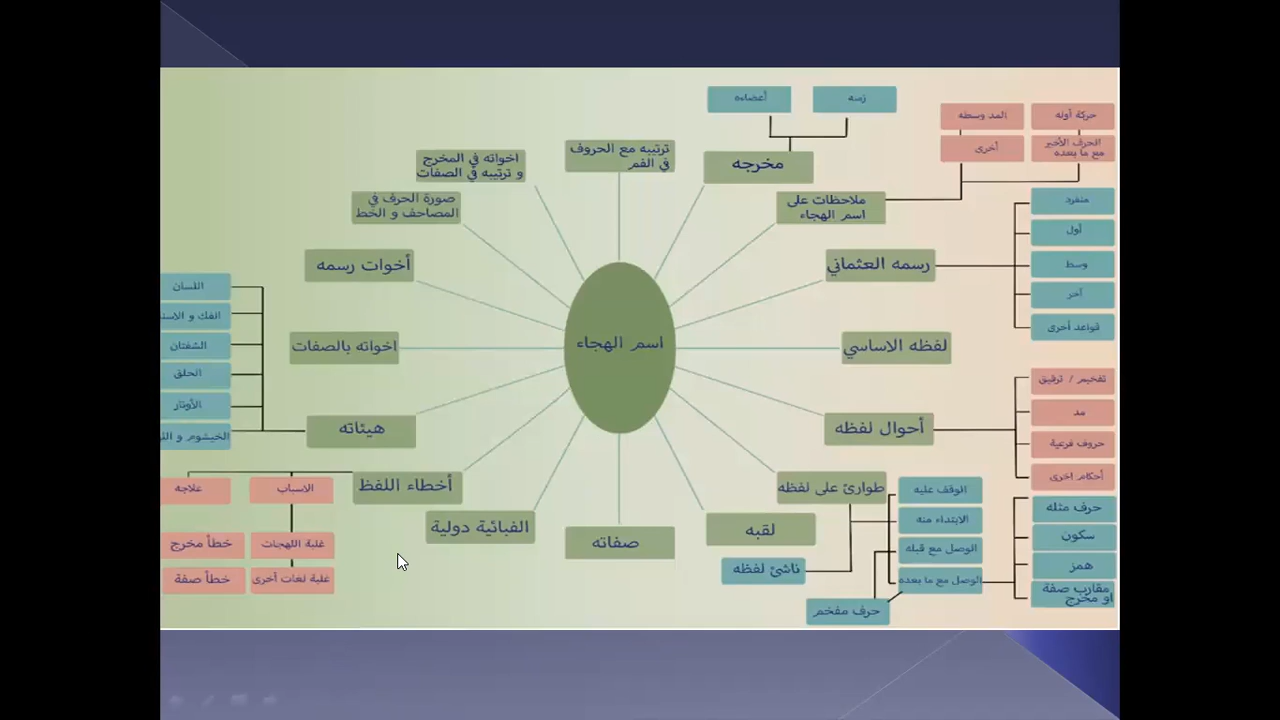 اسم الهجاء
ترتيبه مع الحروف
في الفم
مخرجه
أعضاءه
زمنه
ملاحظات على
اسم الهجاء
المد وسطه
حركة أونه
أخرى
الحرف الأخير
مع ما بعده
رسمه العثماني
منفرد
أول
وسط
آخر
قواعد أخرى
لفظه الاساسي
أحوال لفظه
تفخيم / ترقيق
مد
حروف فرعية
أحكام اخرى
طوارئ على لفظه
الوقف عليه
الابتداء منه
الوصل مع قبله
الوصل مع ما بعده
حرف مثله
سكون
همز
مقارب صفة
او مخرج
حرف مفخم
ناشئ لفظه
لقبه
صفاته
الفبائية دولية
أخطاء اللفظ
الاسباب
علاجه
غلبة اللهجات
خطأ مخرج
غلبة لغات أخرى
خطأ صفة
هيئاته
اللسان
الفك و
الشفتان
الحلق
الأوتار
الخيشوم و
اخواته بالصفات
أخوات رسمه
صورة الحرف في
المصاحف و الخط
اخواته في المخرج
و ترتيبه في الصفات